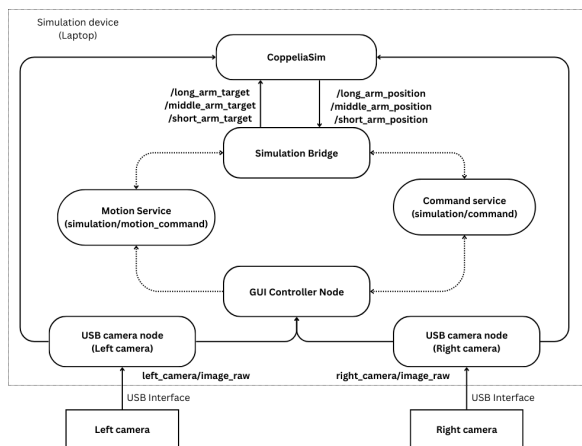 Simulation device
(Laptop)
CoppeliaSim
/long_arm_target
/middle_arm_target
/short_arm_target
/long_arm_position
/middle_arm_position
/short_arm_position
Simulation Bridge
Motion Service
(simulation/motion_command)
Command service
(simulation/command)
GUI Controller Node
USB camera node
(Left camera)
USB camera node
(Right camera)
left_camera/image_raw
right_camera/image_raw
USB Interface
USB Interface
Left camera
Right camera